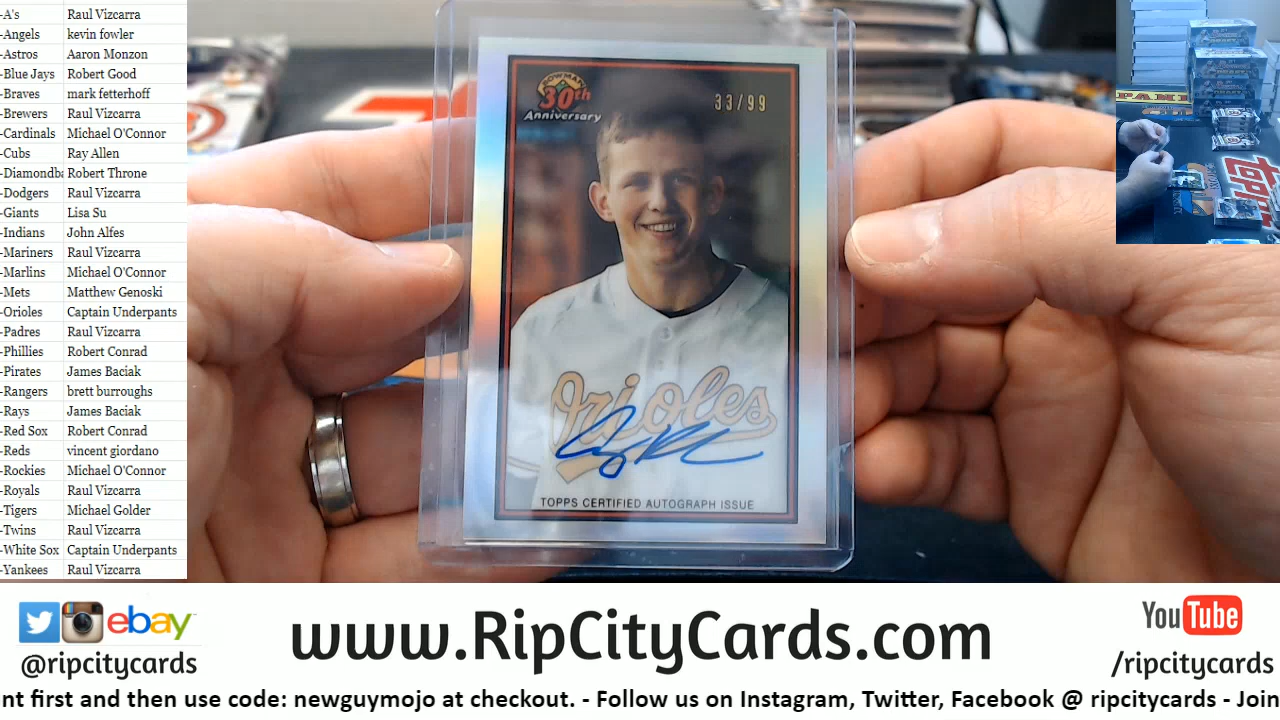 -A's Raul Vizcarra
-Angels kevin fowler
-Astros Aaron Monzon
-Blue Jays Robert Good
-Braves mark fetterhoff
-Brewers Raul Vizcarra
-Cardinals Michael O'Connor
-Cubs Ray Allen
-Diamondba Robert Throne
-Dodgers Raul Vizcarra
-Giants Lisa Su
-Indians John Alfes
-Mariners Raul Vizcarra
-Marlins Michael O'Connor
-Mets Matthew Genoski
-Orioles Captain Underpants
-Padres Raul Vizcarra
-Phillies Robert Conrad
-Pirates James Baciak
-Rangers brett burroughs
-Rays James Baciak
-Red Sox Robert Conrad
-Reds vincent giordano
-Rockies Michael O'Connor
-Royals Raul Vizcarra
-Tigers Michael Golder
-Twins Raul Vizcarra
-White Sox Captain Underpants
-Yankees Raul Vizcarra
BOWMAN
30th
Anniversary
33/99
Orioles
TOPPS CERTIFIED AUTOGRAPH ISSUE
TOPPS
ebay
@ripcitycards
www.RipCityCards.com
YouTube
/ripcitycards
nt first and then use code: newguymojo at checkout. - Follow us on Instagram, Twitter, Facebook @ ripcitycards - Join